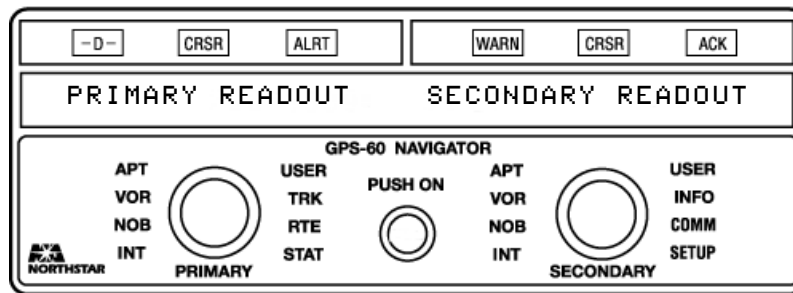 -D- CRSR ALRT WARN CRSR ACK
PRIMARY READOUT SECONDARY READOUT
GPS-60 NAVIGATOR
APT USER APT USER
PUSH ON
VOR TRK VOR INFO
NOB RTE NOB COMM
INT STAT INT SETUP
NORTHSTAR PRIMARY SECONDARY